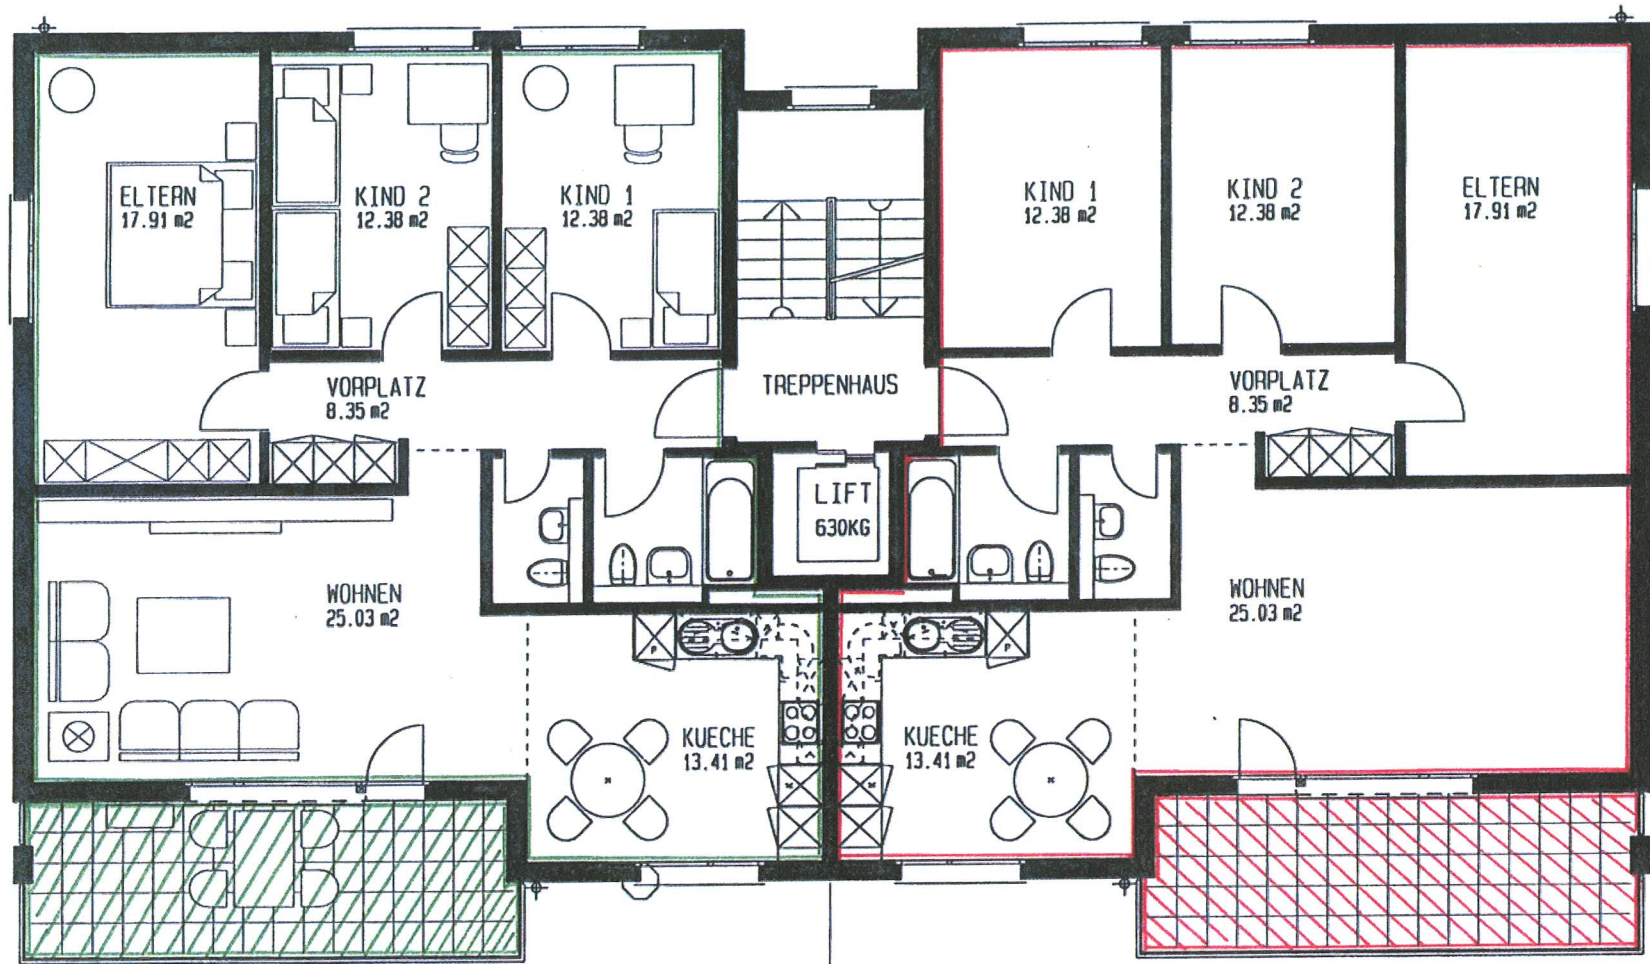 ELTERN
17.91 m2
KIND 2
12.38 m2
KIND 1
12.38 m2
KIND 1
12.38 m2
KIND 2
12.38 m2
ELTERN
17.91 m2
VORPLATZ
8.35 m2
TREPPENHAUS
VORPLATZ
8.35 m2
LIFT
630KG
WOHNEN
25.03 m2
WOHNEN
25.03 m2
P
P
KUECHE
13.41 m2
KUECHE
13.41 m2